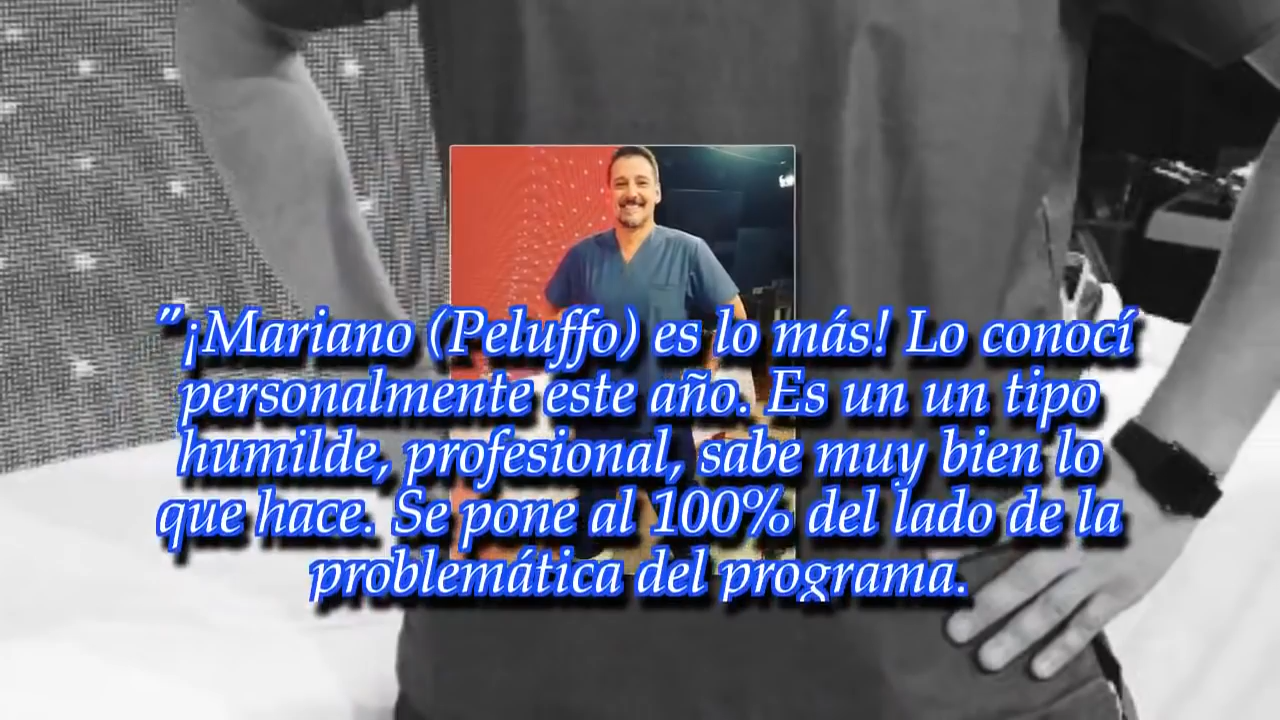 "¡Mariano (Peluffo) es lo más! Lo conocí
personalmente este año. Es un un tipo
humilde, profesional, sabe muy bien lo
que hace. Se pone al 100% del lado de la
problemática del programa.